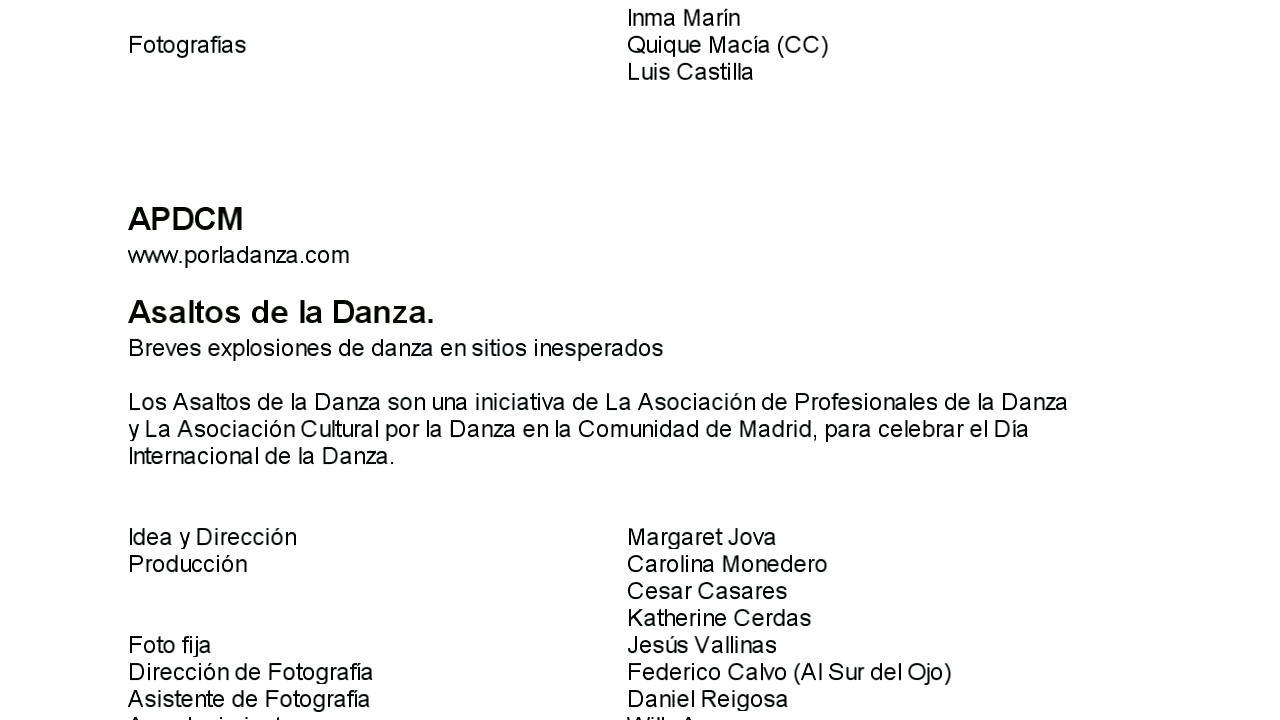 Inma Marín
Fotografías Quique Macía (CC)
Luis Castilla
APDCM
www.porladanza.com
Asaltos de la Danza.
Breves explosiones de danza en sitios inesperados
Los Asaltos de la Danza son una iniciativa de La Asociación de Profesionales de la Danza
y La Asociación Cultural por la Danza en la Comunidad de Madrid, para celebrar el Día
Internacional de la Danza.
Idea y Dirección Margaret Jova
Producción Carolina Monedero
Cesar Casares
Katherine Cerdas
Foto fija Jesús Vallinas
Dirección de Fotografía Federico Calvo (Al Sur del Ojo)
Asistente de Fotografía Daniel Reigosa